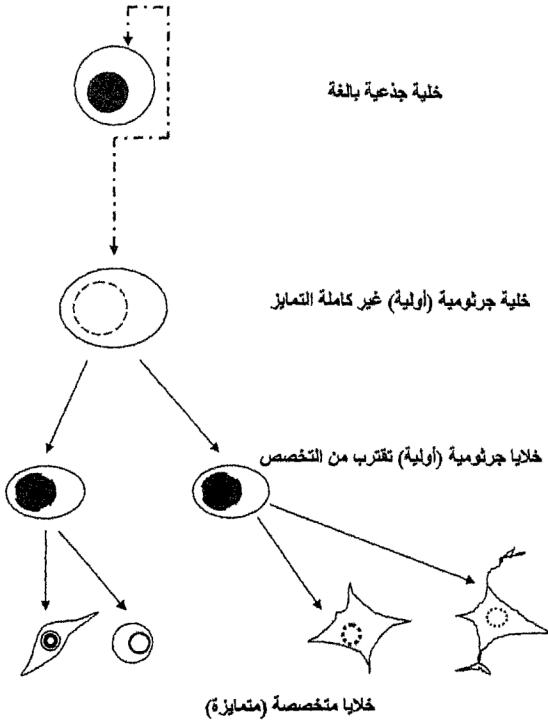 خلية جذعية بالغة
خلية جرثومية (أولية) غير كاملة التمايز
خلايا جرثومية (أولية) تقترب من التخصص
خلايا متخصصة (متمايزة)